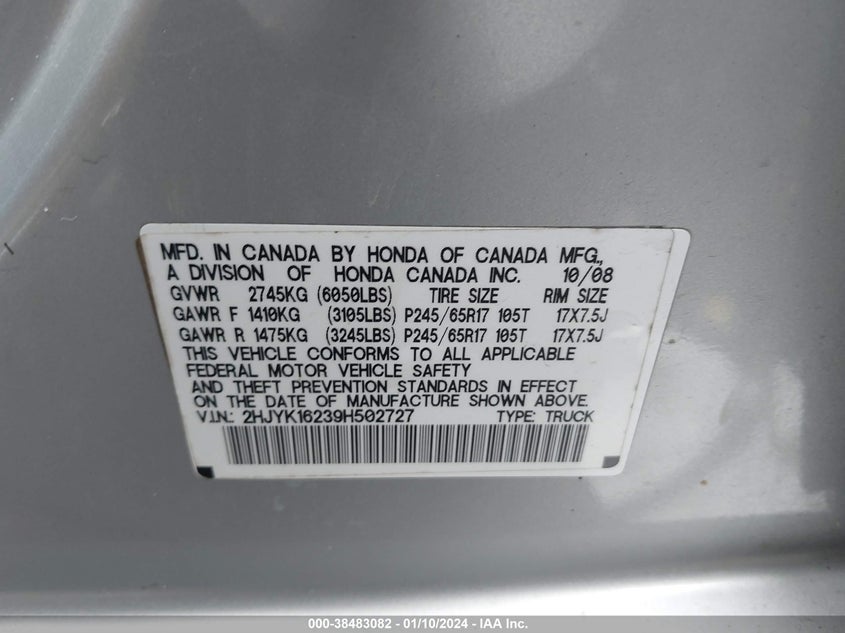 MFD. IN CANADA BY HONDA OF CANADA MFG.,
A DIVISION OF HONDA CANADA INC. 10/08
GVWR 2745KG (6050LBS) TIRE SIZE RIM SIZE
GAWR F 1410KG (3105LBS) P245/65R17 105T 17X7.5J
GAWR R 1475KG (3245LBS) P245/65R17 105T 17X7.5J
THIS VEHICLE CONFORMS TO ALL APPLICABLE
FEDERAL MOTOR VEHICLE SAFETY
AND THEFT PREVENTION STANDARDS IN EFFECT
ON THE DATE OF MANUFACTURE SHOWN ABOVE.
V.I.N.: 2HJYK16239H502727 TYPE: TRUCK
000-38483082 - 01/10/2024 - IAA Inc.